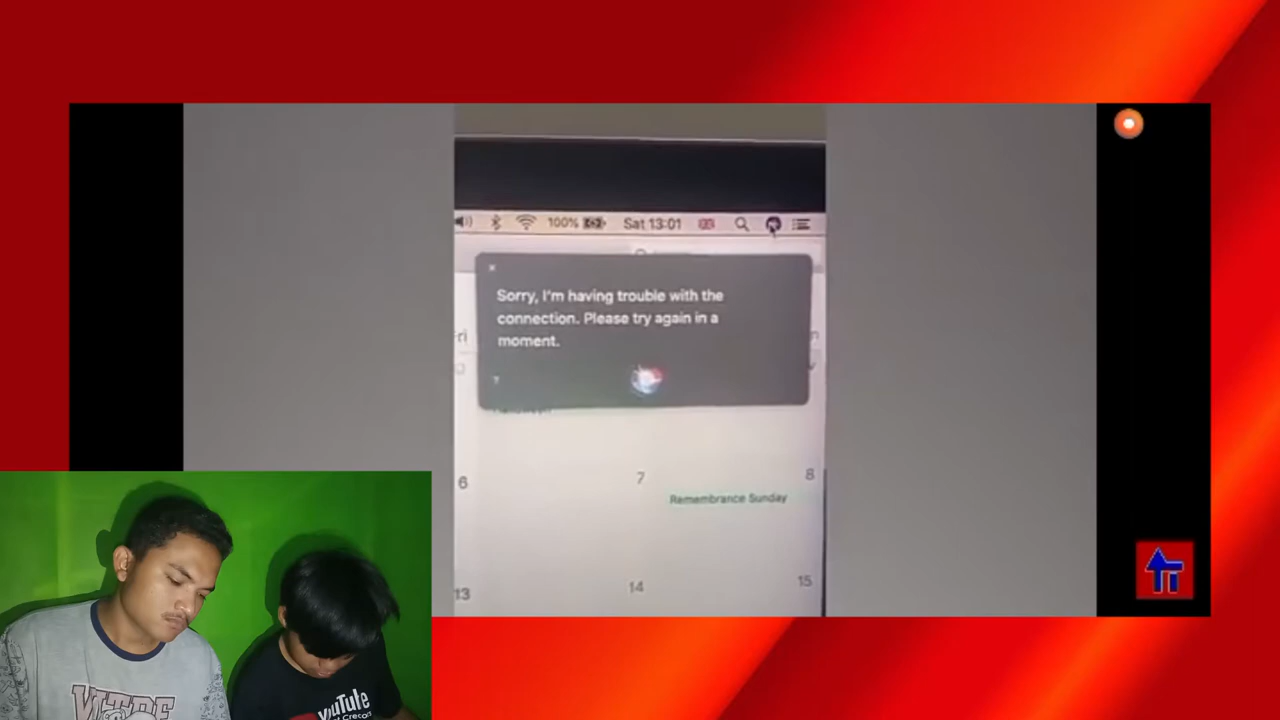 100%
Sat 13:01
Sorry, I'm having trouble with the
connection. Please try again in a
moment.
?
6
7
8
Remembrance Sunday
13
14
15
YouTube